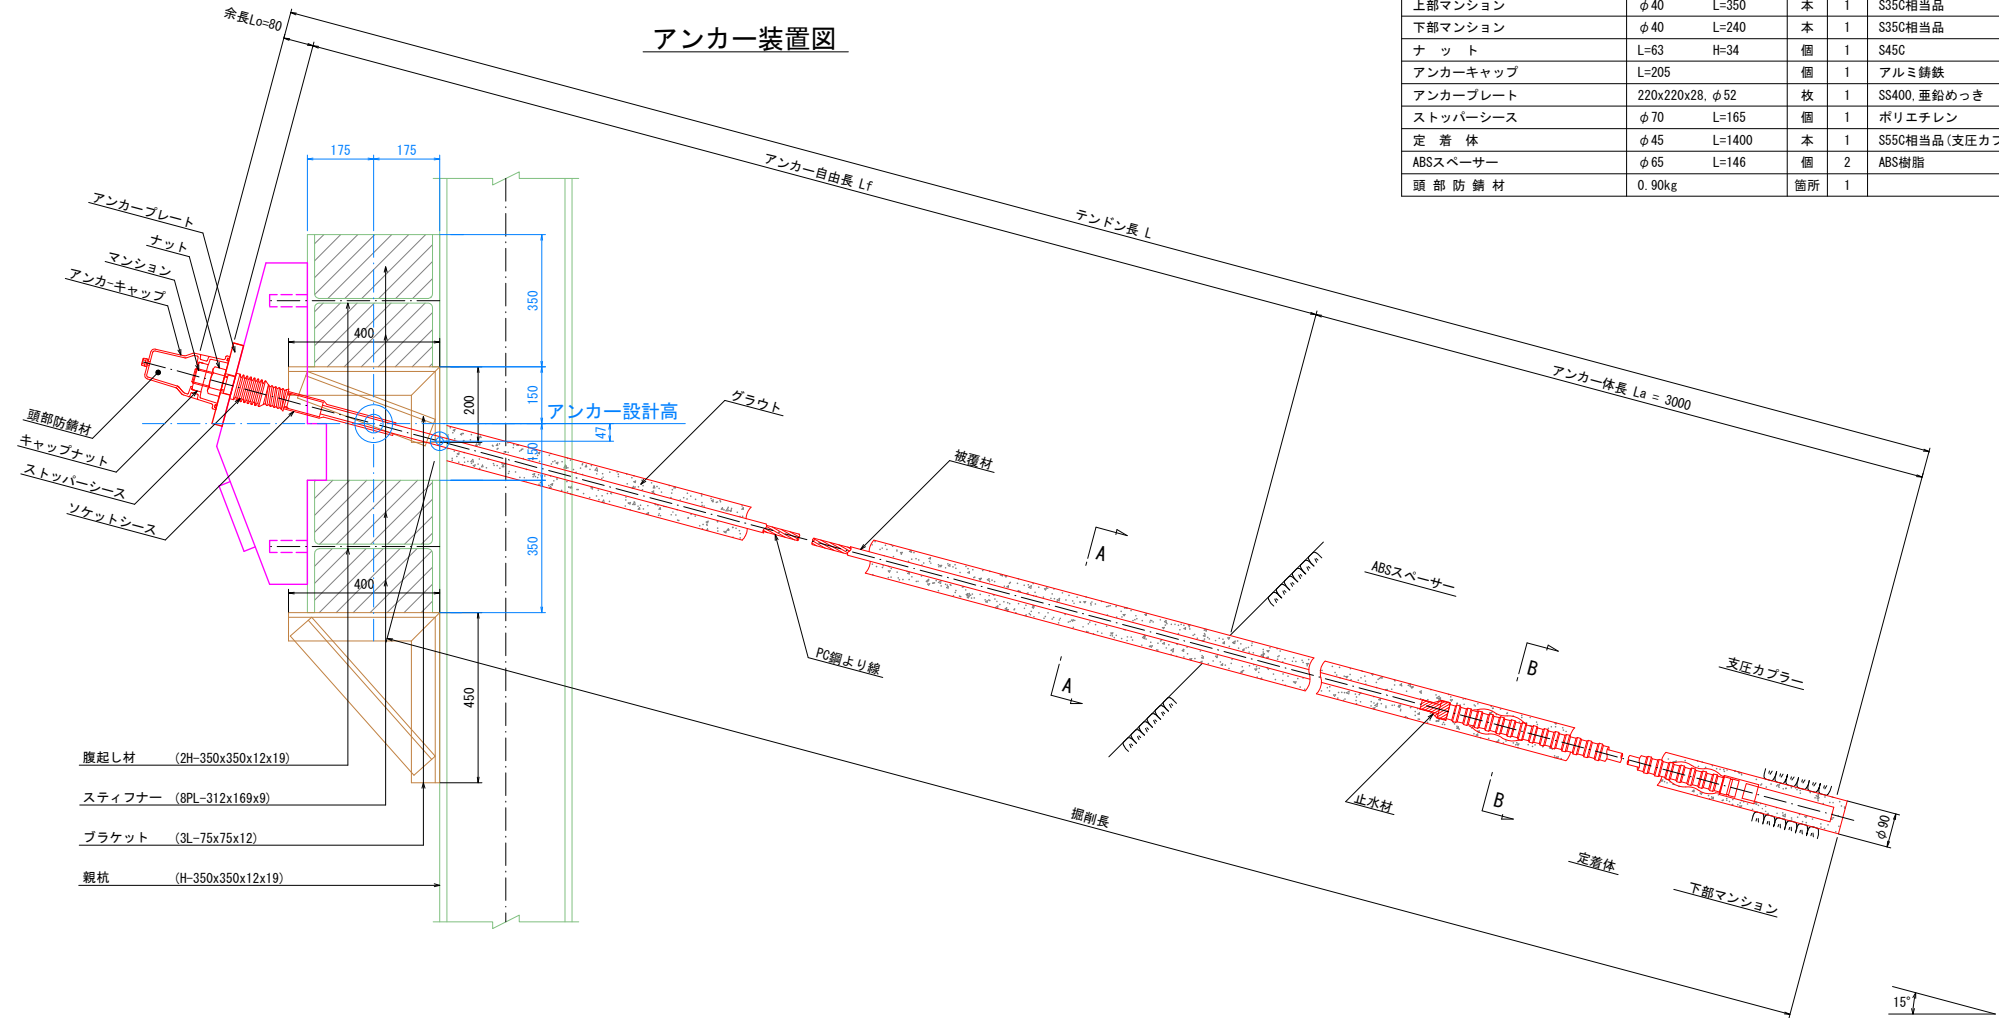 アンカー装置図
上部マンション φ40 L=350 本 1 S35C相当品
下部マンション φ40 L=240 本 1 S35C相当品
ナット L=63 H=34 個 1 S45C
アンカーキャップ L=205 個 1 アルミ鋳鉄
アンカープレート 220x220x28,φ52 枚 1 SS400,亜鉛めっき
ストッパーシース φ70 L=165 個 1 ポリエチレン
定着体 φ45 L=1400 本 1 S55C相当品(支圧カプ
ABSスペーサー φ65 L=146 個 2 ABS樹脂
頭部防錆材 0.90kg 箇所 1
余長Lo=80
アンカー自由長 Lf
テンドン長 L
アンカー体長 La = 3000
175
175
アンカープレート
ナット
マンション
アンカーキャップ
頭部防錆材
キャップナット
ストッパーシース
ソケットシース
350
150
400
200
アンカー設計高
47
150
350
400
450
グラウト
被覆材
PC鋼より線
A
A
ABSスペーサー
B
B
支圧カプラー
止水材
定着体
下部マンション
φ90
掘削長
15°
腹起し材 (2H-350x350x12x19)
スティフナー (8PL-312x169x9)
ブラケット (3L-75x75x12)
親杭 (H-350x350x12x19)